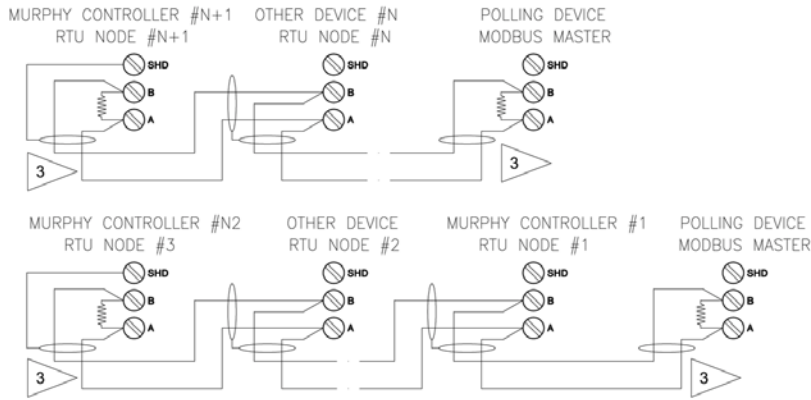 MURPHY CONTROLLER #N+1 OTHER DEVICE #N POLLING DEVICE
RTU NODE #N+1 RTU NODE #N MODBUS MASTER
SHD SHD SHD
B B B
A A A
3 3
MURPHY CONTROLLER #N2 OTHER DEVICE MURPHY CONTROLLER #1 POLLING DEVICE
RTU NODE #3 RTU NODE #2 RTU NODE #1 MODBUS MASTER
SHD SHD SHD SHD
B B B B
A A A A
3 3